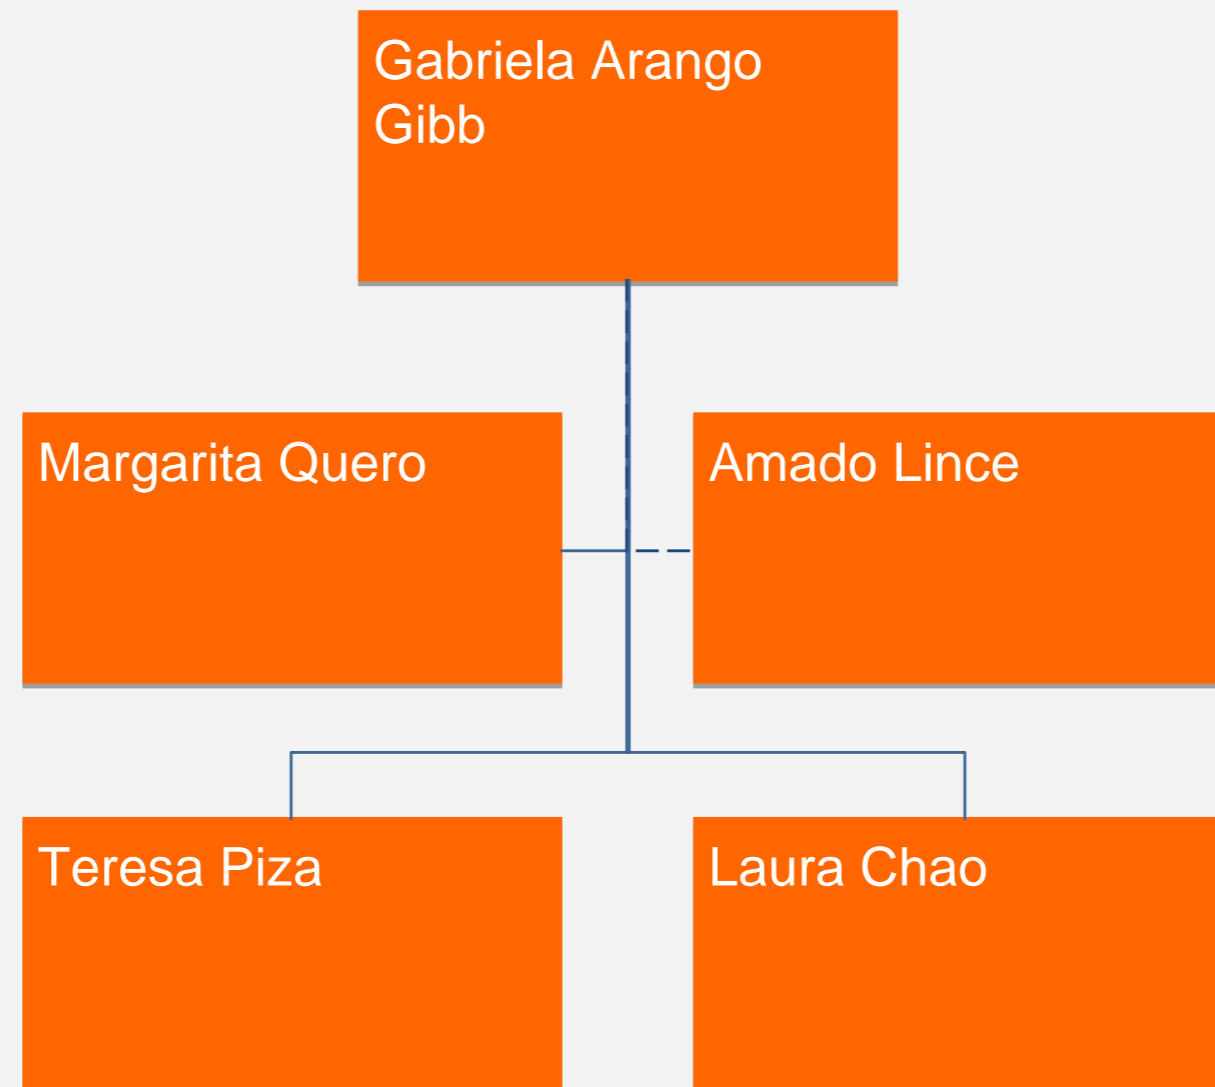 Gabriela Arango
Gibb
Margarita Quero
Amado Lince
Teresa Piza
Laura Chao